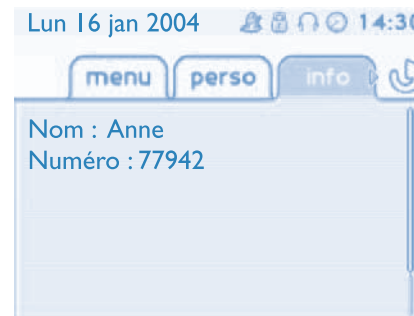 Lun 16 jan 2004 14:30
menu perso info
Nom : Anne
Numéro : 77942